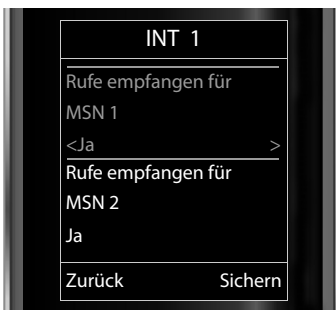 INT 1
Rufe empfangen für
MSN 1
<Ja >
Rufe empfangen für
MSN 2
Ja
Zurück Sichern